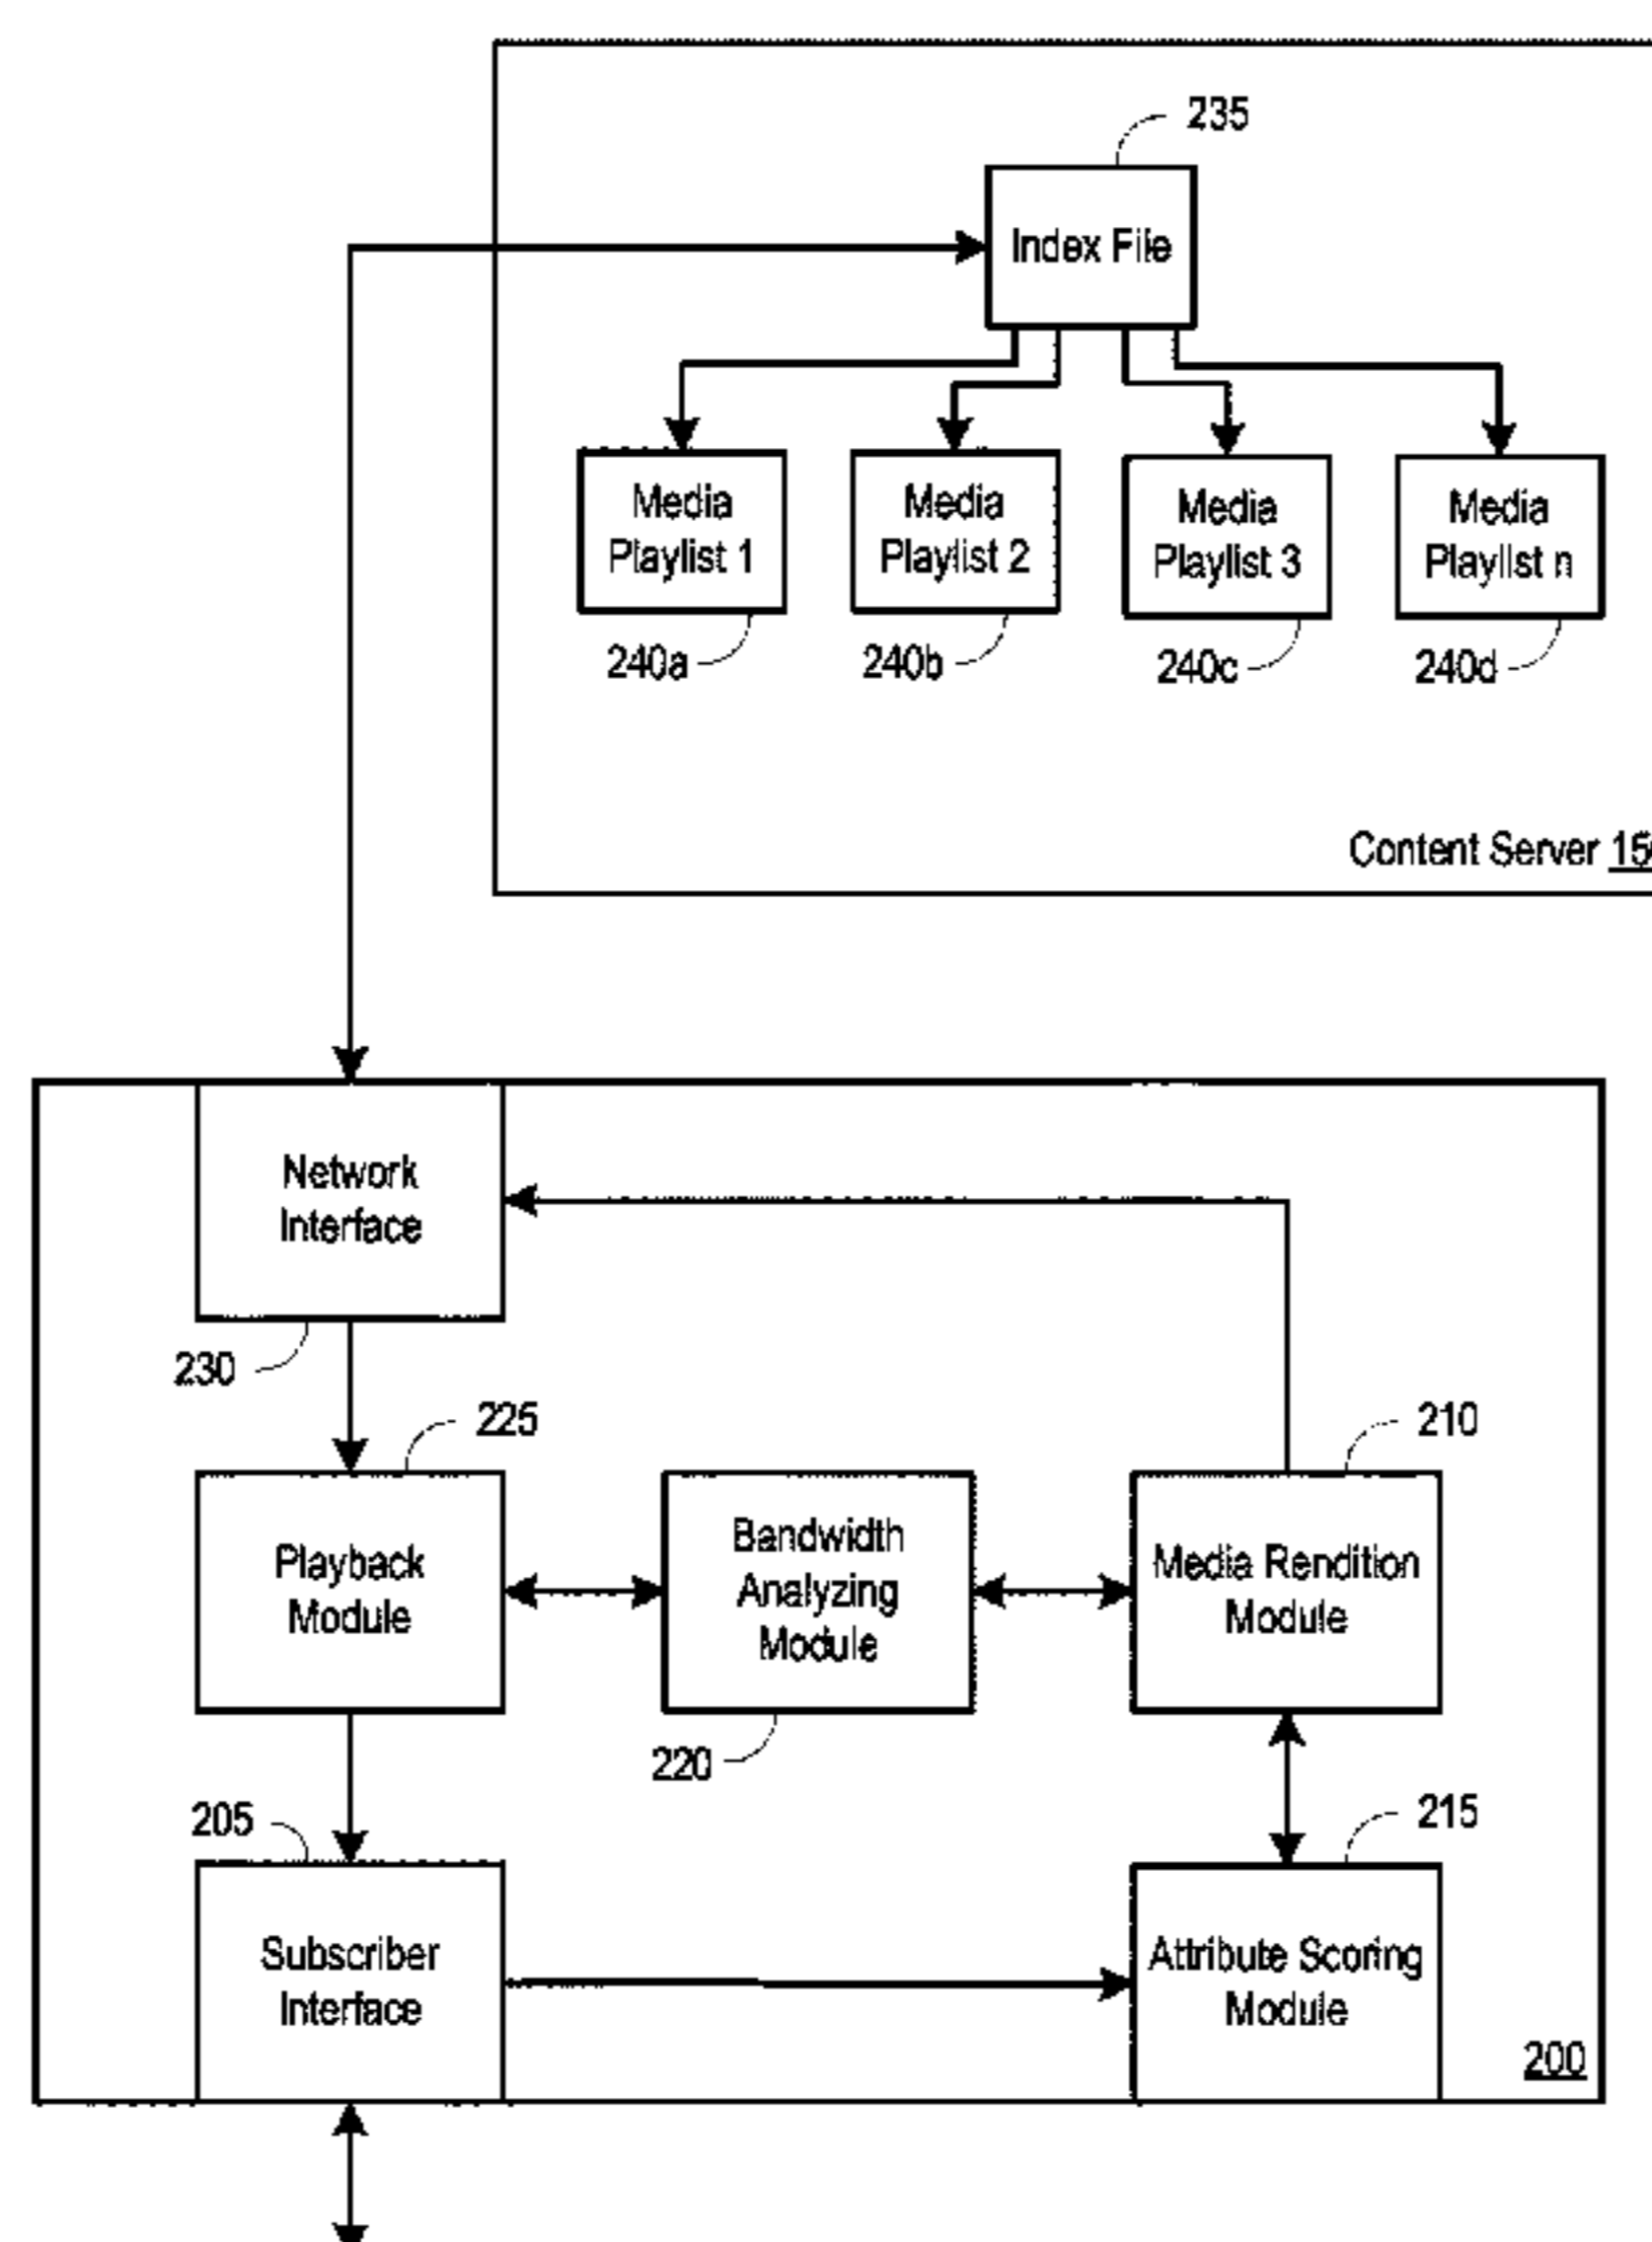 235
Index File
Media
Playlist 1
Media
Playlist 2
Media
Playlist 3
Media
Playlist n
240a
240b
240c
240d
Content Server
Network
Interface
230
225
210
Playback
Module
Bandwidth
Analyzing
Module
Media Rendition
Module
220
205
215
Subscriber
Interface
Attribute Scoring
Module
200